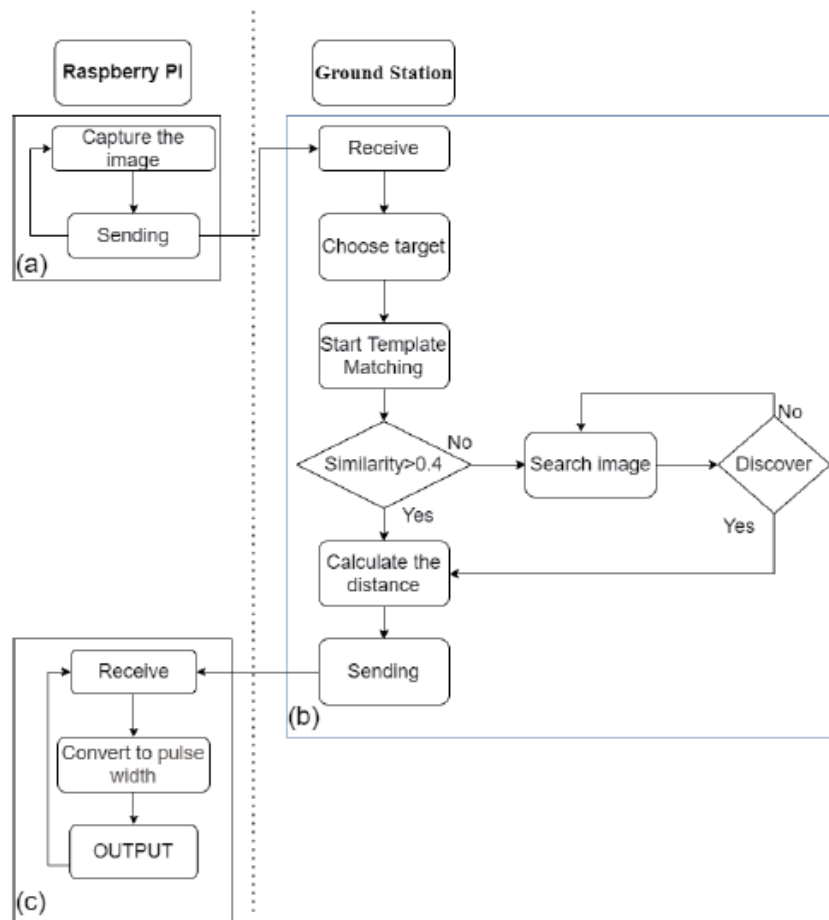 Raspberry PI
Ground Station
Capture the
image
Sending
(a)
Receive
Choose target
Start Template
Matching
Similarity>0.4
No
Search image
No
Discover
Yes
Yes
Calculate the
distance
Sending
(b)
Receive
Convert to pulse
width
OUTPUT
(c)